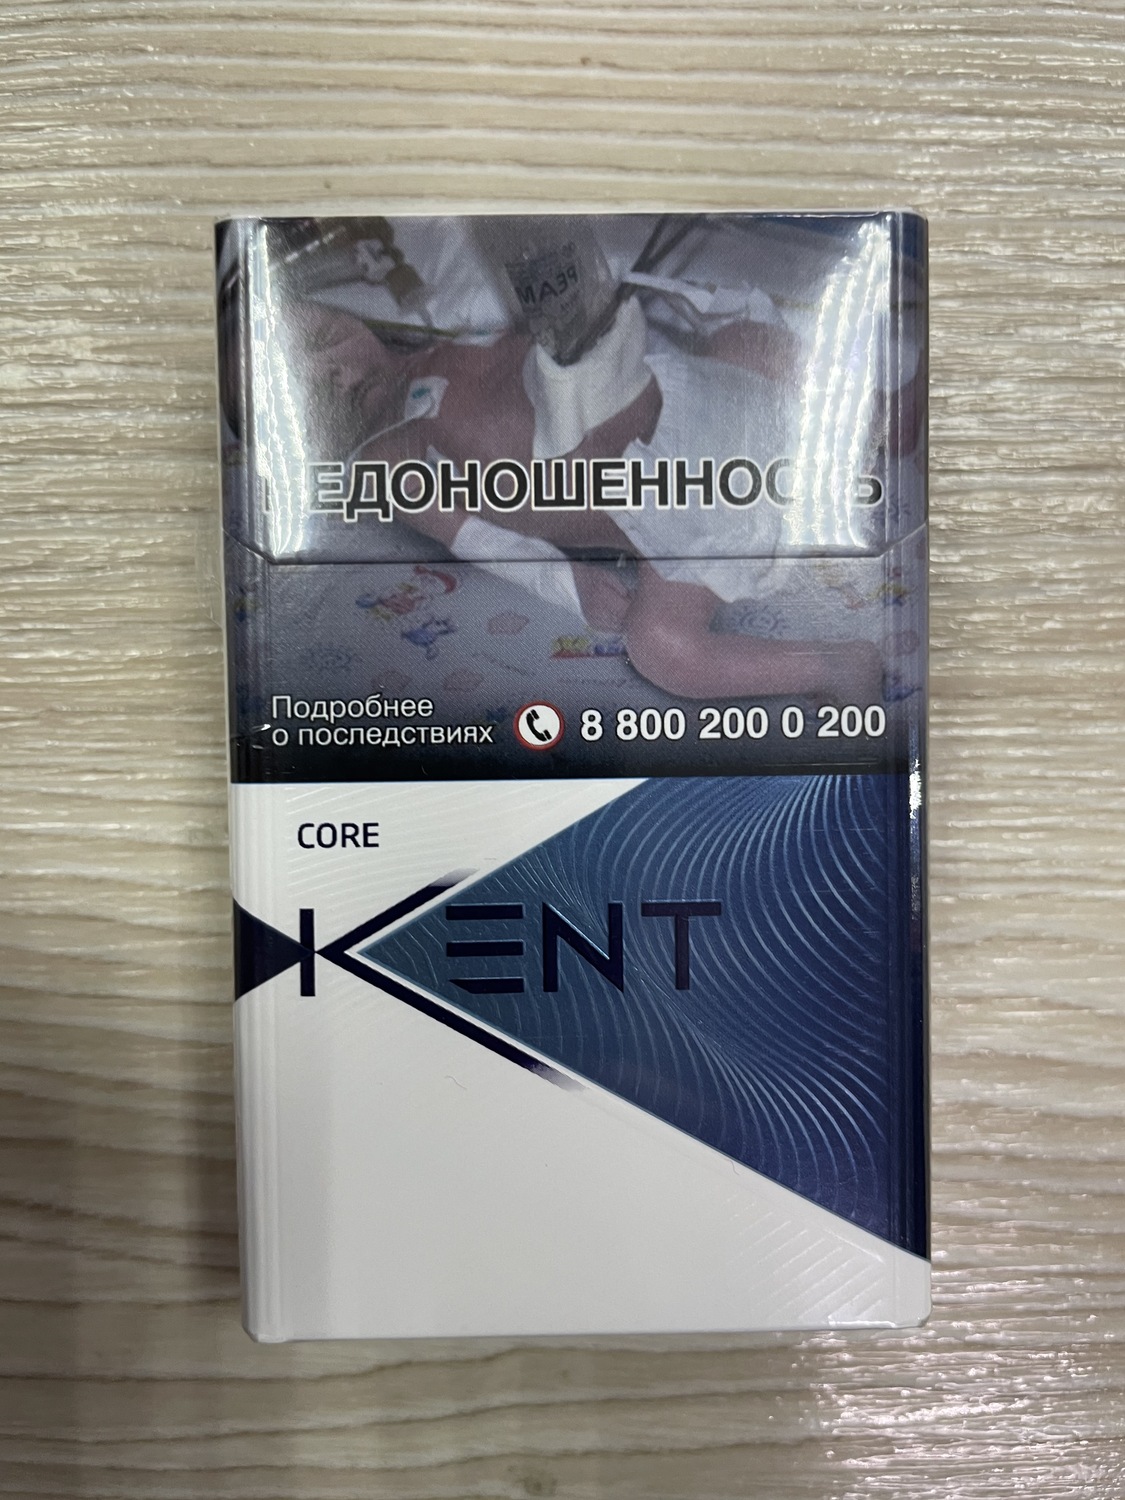 НЕДОНОШЕННОСТЬ
Подробнее
о последствиях
8 800 200 0 200
CORE
KENT